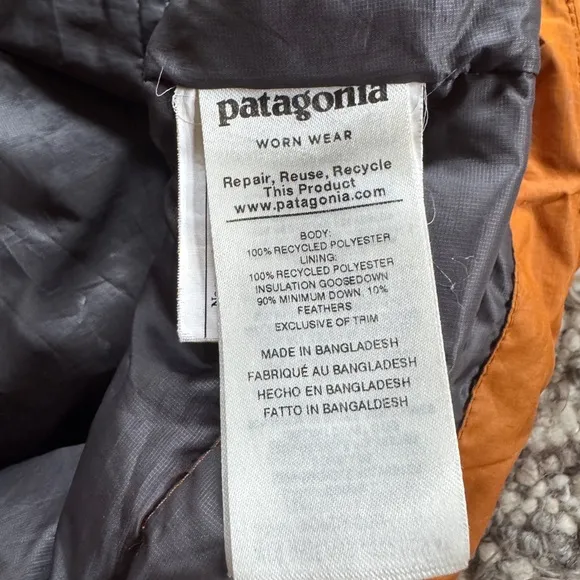 patagonia
WORN WEAR
Repair, Reuse, Recycle
This Product
www.patagonia.com
BODY:
100% RECYCLED POLYESTER
LINING:
100% RECYCLED POLYESTER
INSULATION GOOSEDOWN
90% MINIMUM DOWN, 10%
FEATHERS
EXCLUSIVE OF TRIM
MADE IN BANGLADESH
FABRIQUÉ AU BANGLADESH
HECHO EN BANGLADESH
FATTO IN BANGALDESH